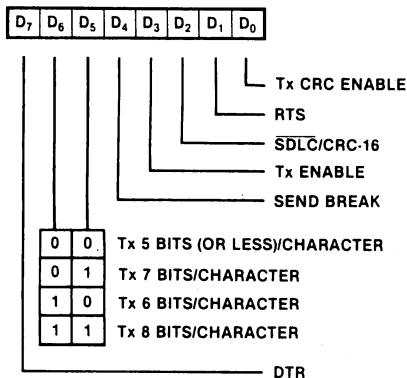 D7 D6 D5 D4 D3 D2 D1 D0
Tx CRC ENABLE
RTS
S̅D̅L̅C̅/CRC-16
Tx ENABLE
SEND BREAK
0 0 Tx 5 BITS (OR LESS)/CHARACTER
0 1 Tx 7 BITS/CHARACTER
1 0 Tx 6 BITS/CHARACTER
1 1 Tx 8 BITS/CHARACTER
DTR